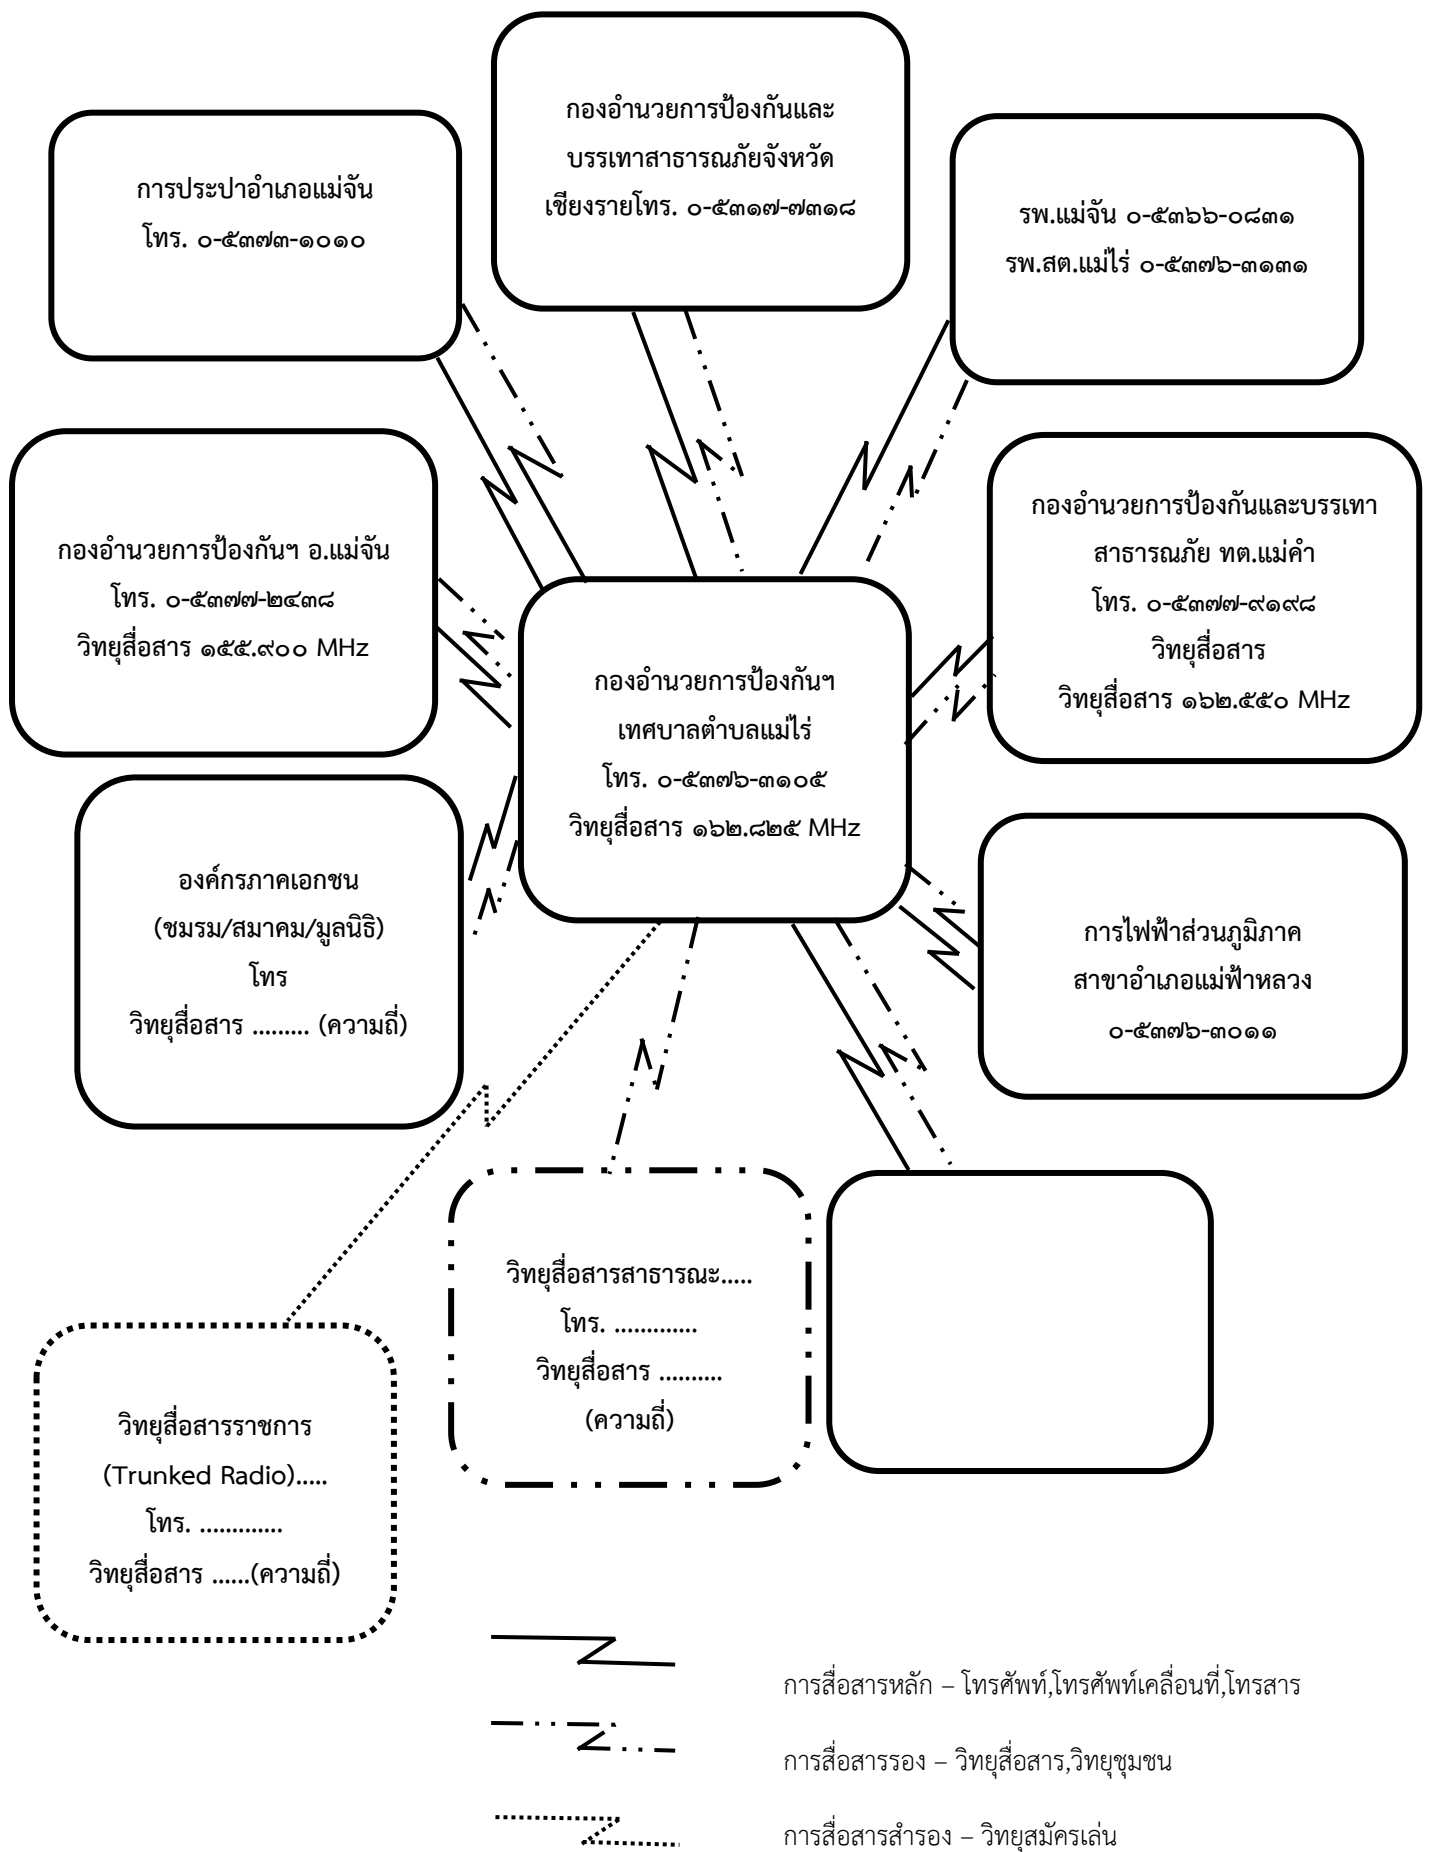 กองอำนวยการป้องกันและ
บรรเทาสาธารณภัยจังหวัด
เชียงรายโทร. ๐-๕๓๑๗-๗๓๑๘
การประปาอำเภอแม่จัน
โทร. ๐-๕๓๗๓-๑๐๑๐
รพ.แม่จัน ๐-๕๓๖๖-๐๘๓๑
รพ.สต.แม่ไร่ ๐-๕๓๗๖-๓๑๓๑
กองอำนวยการป้องกันฯ อ.แม่จัน
โทร. ๐-๕๓๗๗-๒๔๓๘
วิทยุสื่อสาร ๑๕๕.๙๐๐ MHz
กองอำนวยการป้องกันและบรรเทา
สาธารณภัย ทต.แม่คำ
โทร. ๐-๕๓๗๗-๙๑๙๘
วิทยุสื่อสาร
วิทยุสื่อสาร ๑๖๒.๕๕๐ MHz
กองอำนวยการป้องกันฯ
เทศบาลตำบลแม่ไร่
โทร. ๐-๕๓๗๖-๓๑๐๕
วิทยุสื่อสาร ๑๖๒.๘๒๕ MHz
องค์กรภาคเอกชน
(ชมรม/สมาคม/มูลนิธิ)
โทร
วิทยุสื่อสาร ......... (ความถี่)
การไฟฟ้าส่วนภูมิภาค
สาขาอำเภอแม่ฟ้าหลวง
๐-๕๓๗๖-๓๐๑๑
วิทยุสื่อสารสาธารณะ.....
โทร. .............
วิทยุสื่อสาร ..........
(ความถี่)
วิทยุสื่อสารราชการ
(Trunked Radio).....
โทร. .............
วิทยุสื่อสาร ......(ความถี่)
การสื่อสารหลัก – โทรศัพท์,โทรศัพท์เคลื่อนที่,โทรสาร
การสื่อสารรอง – วิทยุสื่อสาร,วิทยุชุมชน
การสื่อสารสำรอง – วิทยุสมัครเล่น